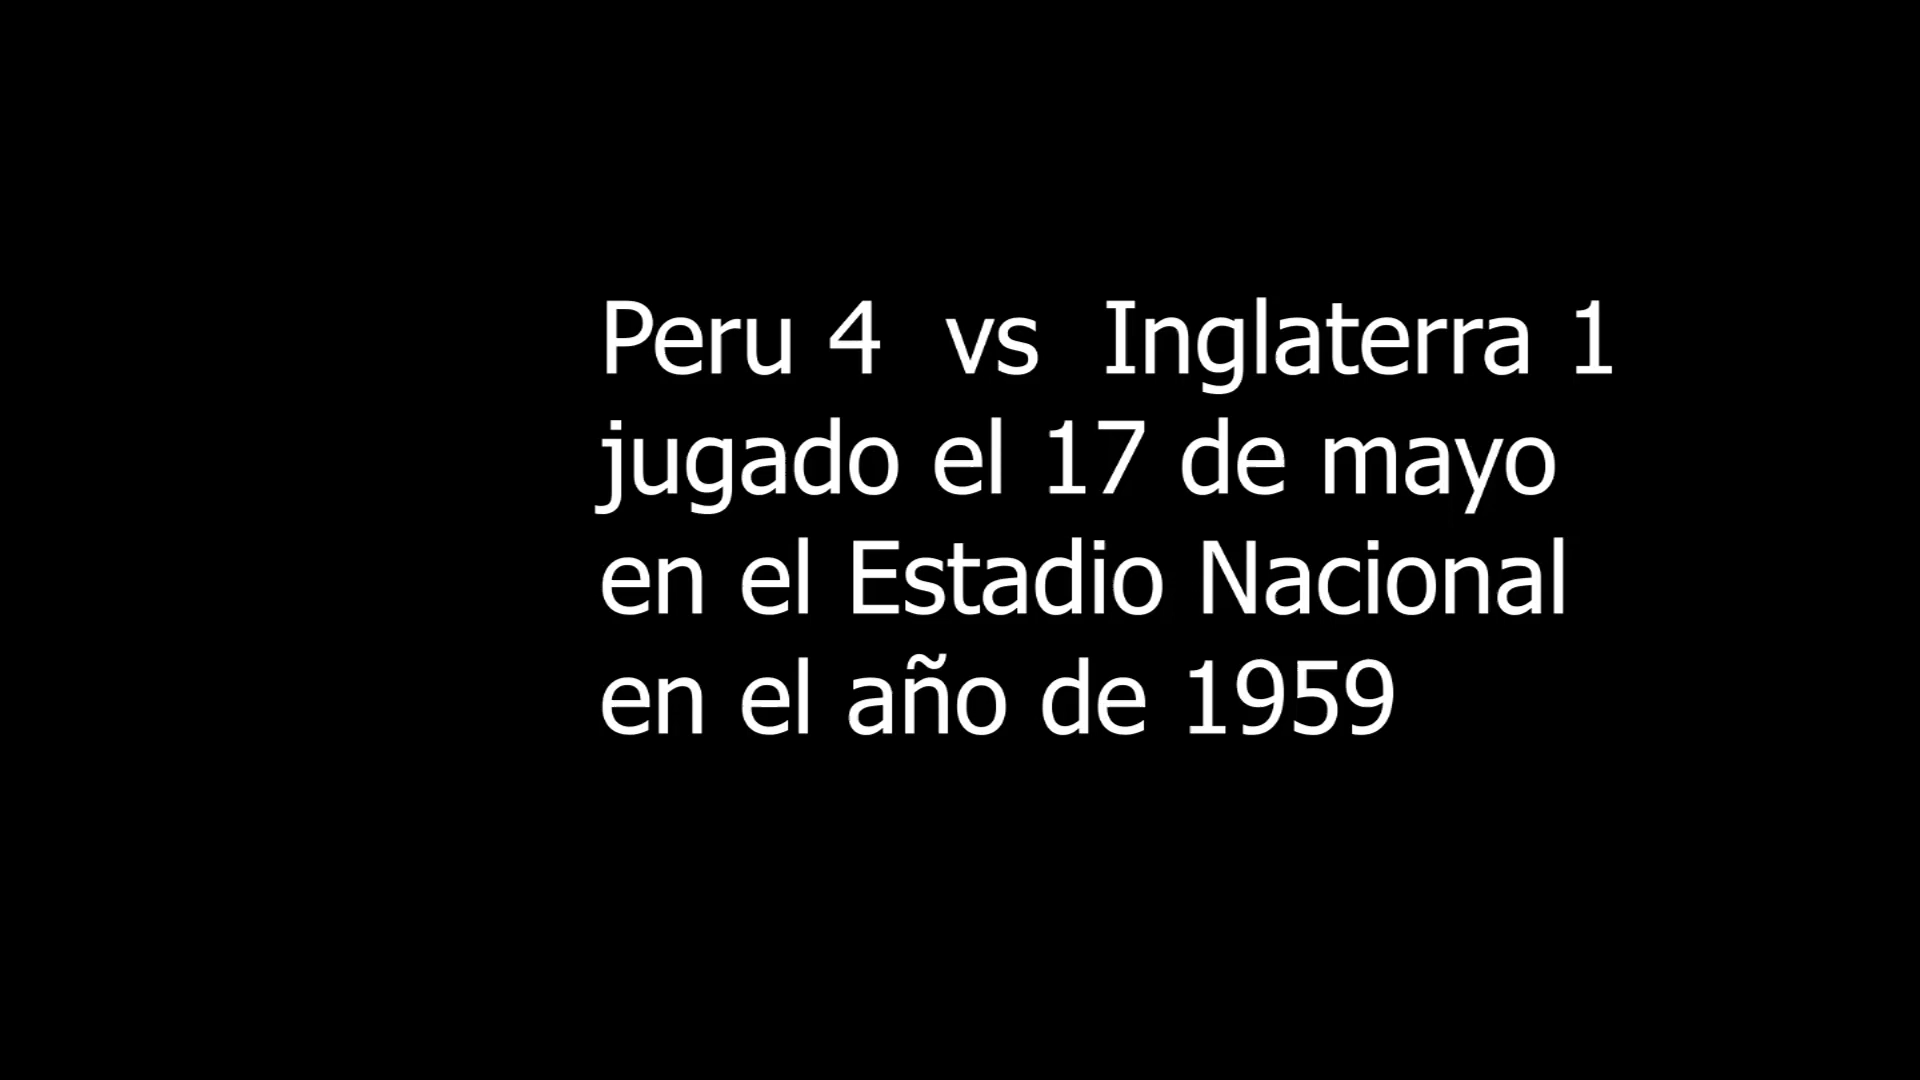 Peru 4  vs  Inglaterra 1
jugado el 17 de mayo
en el Estadio Nacional
en el año de 1959